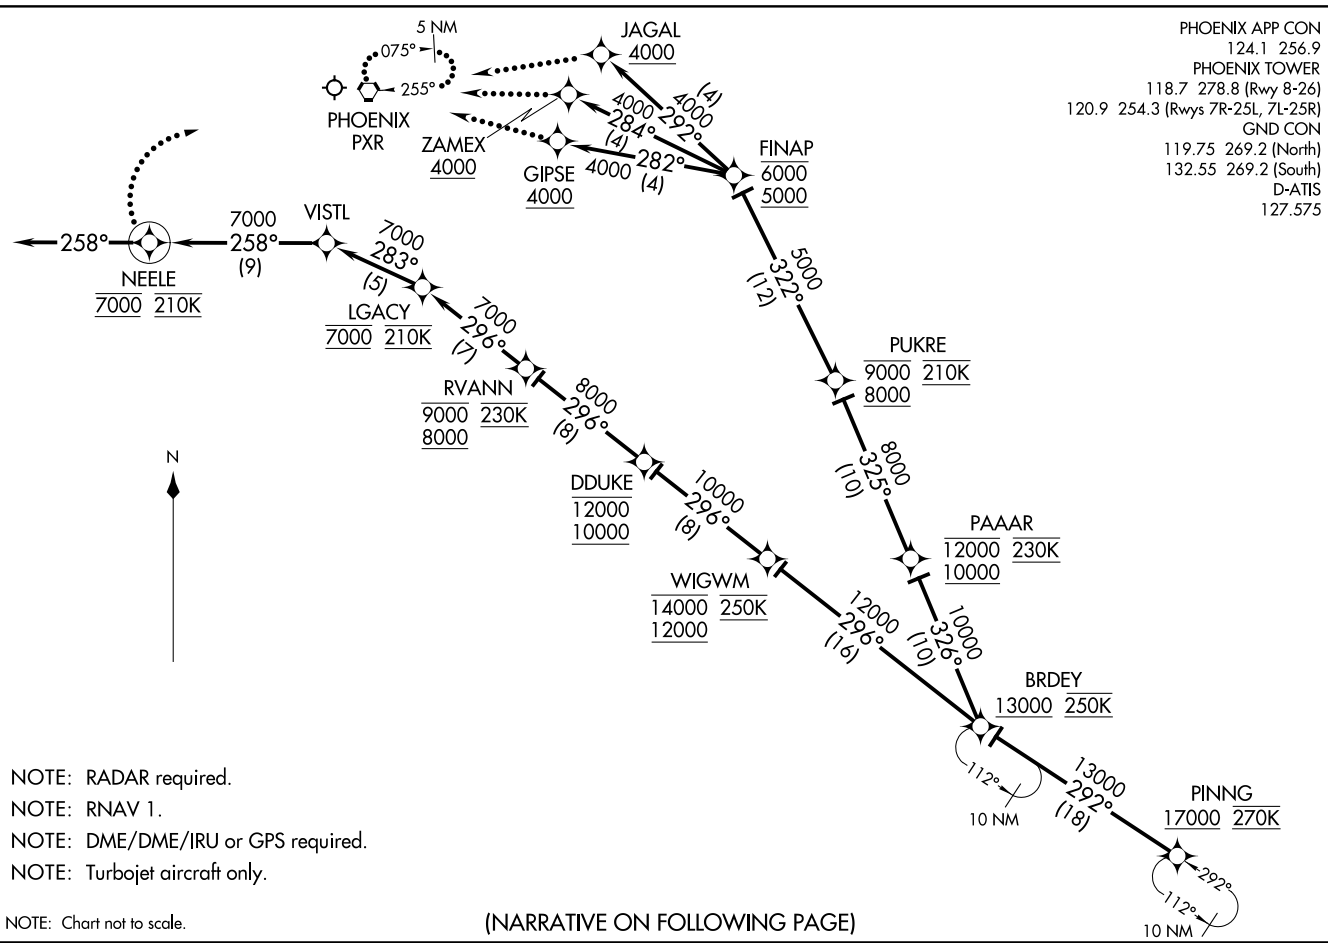 5 NM
075°
255°
PHOENIX
PXR
JAGAL
4000
ZAMEX
4000
GIPSE
4000
4000
292°
(4)
4000
284°
(4)
4000
282°
(4)
FINAP
6000
5000
PHOENIX APP CON
124.1 256.9
PHOENIX TOWER
118.7 278.8 (Rwy 8-26)
120.9 254.3 (Rwys 7R-25L, 7L-25R)
GND CON
119.75 269.2 (North)
132.55 269.2 (South)
D-ATIS
127.575
258°
NEELE
7000 210K
7000
258°
(9)
VISTL
7000
283°
(5)
LGACY
7000 210K
7000
296°
(7)
RVANN
9000 230K
8000
8000
296°
(8)
DDUKE
12000
10000
10000
296°
(8)
WIGWM
14000 250K
12000
12000
296°
(16)
5000
322°
(12)
PUKRE
9000 210K
8000
8000
325°
(10)
PAAAR
12000 230K
10000
10000
326°
(10)
BRDEY
13000 250K
112°
10 NM
13000
292°
(18)
PINNG
17000 270K
292°
112°
10 NM
N
NOTE: RADAR required.
NOTE: RNAV 1.
NOTE: DME/DME/IRU or GPS required.
NOTE: Turbojet aircraft only.
NOTE: Chart not to scale.
(NARRATIVE ON FOLLOWING PAGE)